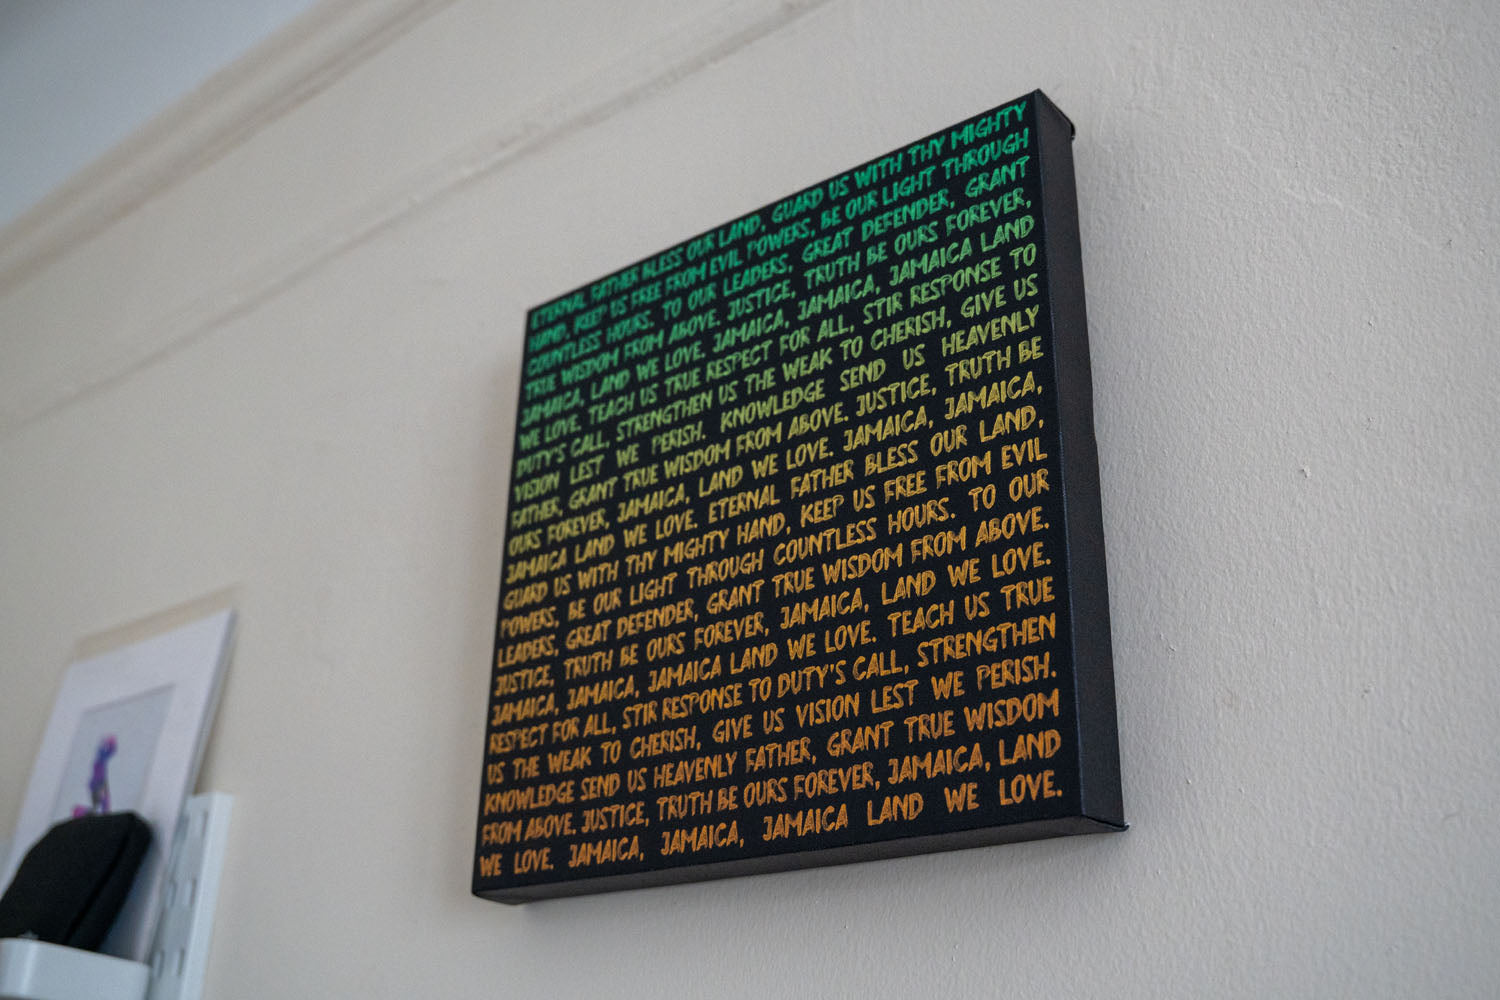 ETERNAL FATHER BLESS OUR LAND, GUARD US WITH THY MIGHTY
HAND, KEEP US FREE FROM EVIL POWERS, BE OUR LIGHT THROUGH
COUNTLESS HOURS. TO OUR LEADERS, GREAT DEFENDER, GRANT
TRUE WISDOM FROM ABOVE. JUSTICE, TRUTH BE OURS FOREVER,
JAMAICA, LAND WE LOVE. JAMAICA, JAMAICA, JAMAICA LAND
WE LOVE. TEACH US TRUE RESPECT FOR ALL, STIR RESPONSE TO
DUTY'S CALL, STRENGTHEN US THE WEAK TO CHERISH, GIVE US
VISION LEST WE PERISH. KNOWLEDGE SEND US HEAVENLY
FATHER, GRANT TRUE WISDOM FROM ABOVE. JUSTICE, TRUTH BE
OURS FOREVER, JAMAICA, LAND WE LOVE. JAMAICA, JAMAICA,
JAMAICA LAND WE LOVE. ETERNAL FATHER BLESS OUR LAND,
GUARD US WITH THY MIGHTY HAND, KEEP US FREE FROM EVIL
POWERS, BE OUR LIGHT THROUGH COUNTLESS HOURS. TO OUR
LEADERS, GREAT DEFENDER, GRANT TRUE WISDOM FROM ABOVE.
JUSTICE, TRUTH BE OURS FOREVER, JAMAICA, LAND WE LOVE.
JAMAICA, JAMAICA, JAMAICA LAND WE LOVE. TEACH US TRUE
RESPECT FOR ALL, STIR RESPONSE TO DUTY'S CALL, STRENGTHEN
US THE WEAK TO CHERISH, GIVE US VISION LEST WE PERISH.
KNOWLEDGE SEND US HEAVENLY FATHER, GRANT TRUE WISDOM
FROM ABOVE. JUSTICE, TRUTH BE OURS FOREVER, JAMAICA, LAND
WE LOVE. JAMAICA, JAMAICA, JAMAICA LAND WE LOVE.